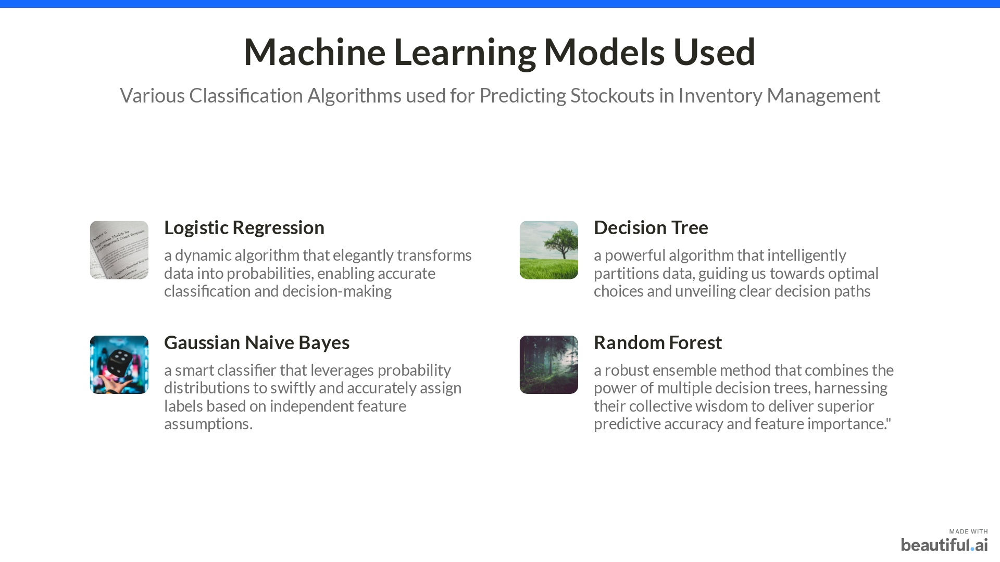 Machine Learning Models Used
Various Classification Algorithms used for Predicting Stockouts in Inventory Management
Logistic Regression
a dynamic algorithm that elegantly transforms
data into probabilities, enabling accurate
classification and decision-making
Decision Tree
a powerful algorithm that intelligently
partitions data, guiding us towards optimal
choices and unveiling clear decision paths
Chapter 6
Regression Models for
Overdispersed Count Response
Negative Binomial
Gaussian Naive Bayes
a smart classifier that leverages probability
distributions to swiftly and accurately assign
labels based on independent feature
assumptions.
Random Forest
a robust ensemble method that combines the
power of multiple decision trees, harnessing
their collective wisdom to deliver superior
predictive accuracy and feature importance."
MADE WITH
beautiful.ai